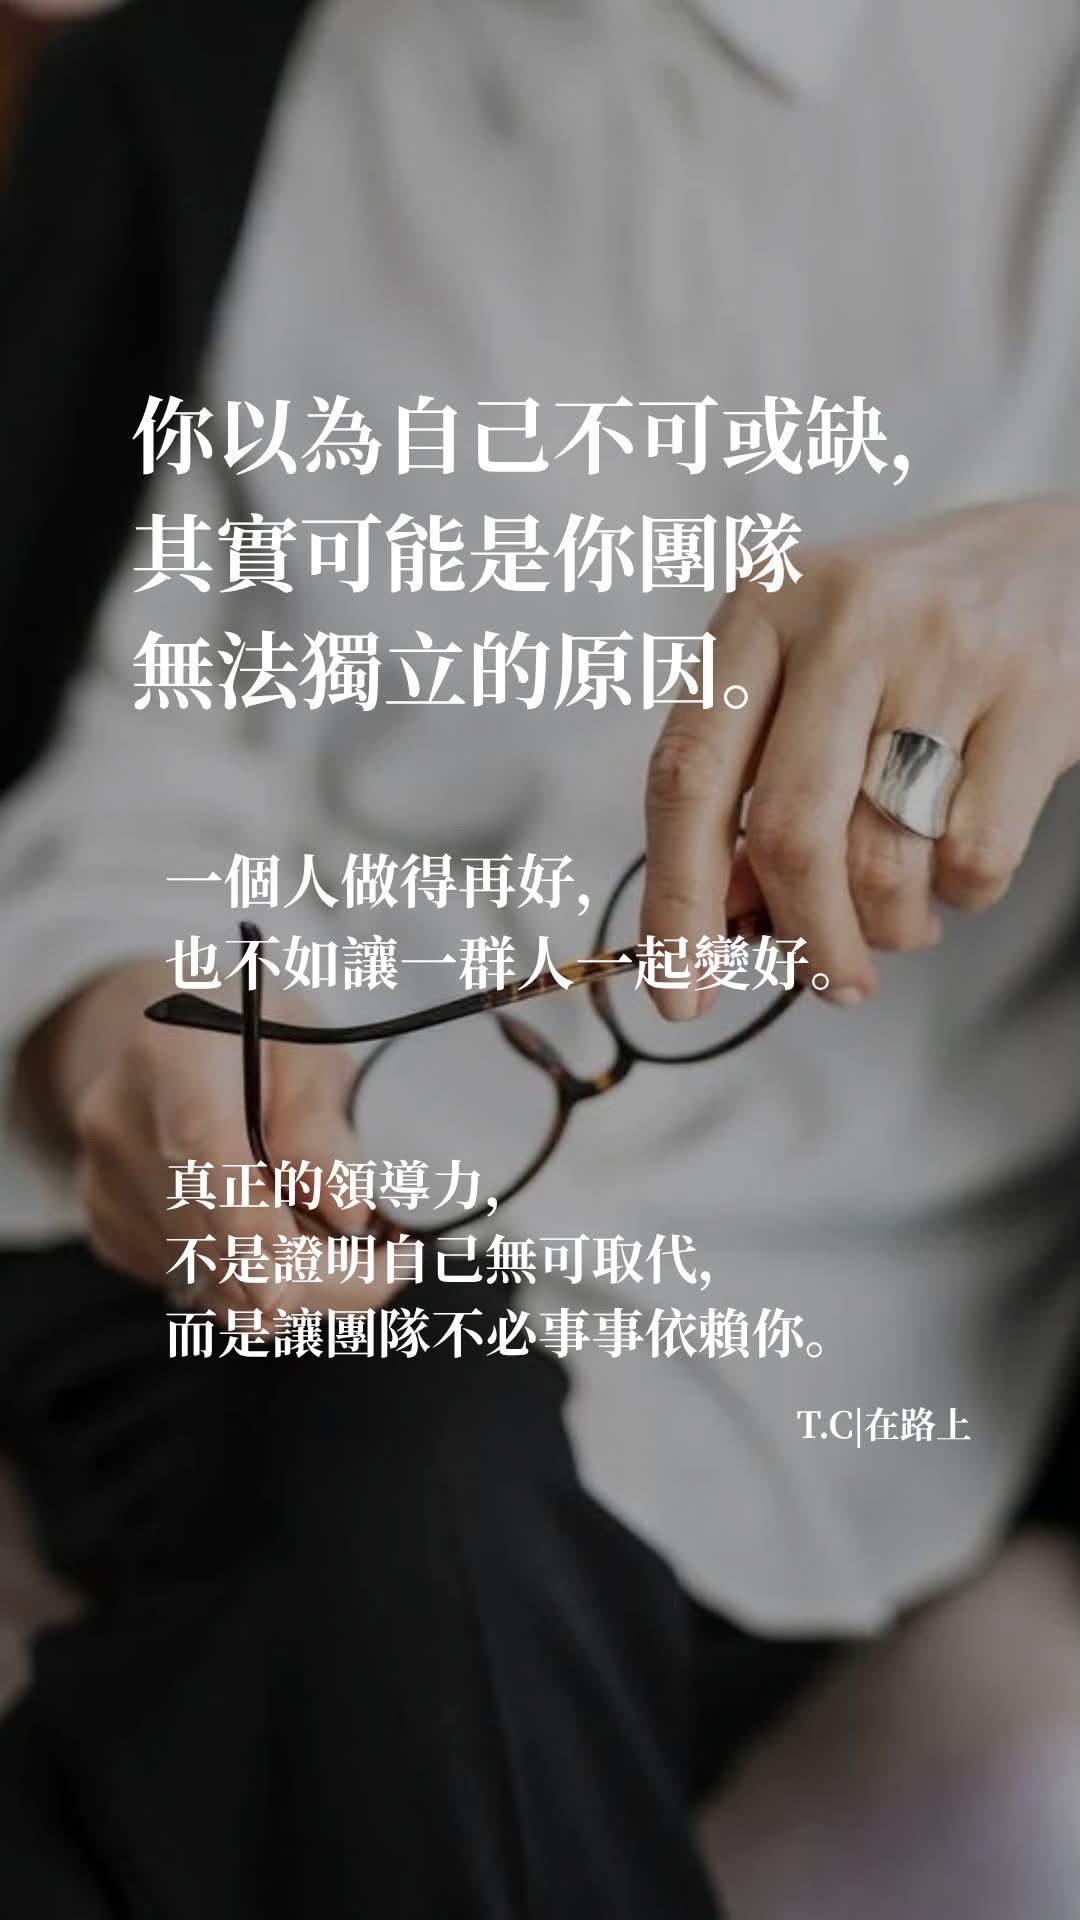 你以為自己不可或缺,
其實可能是你團隊
無法獨立的原因。
一個人做得再好,
也不如讓一群人一起變好。
真正的領導力,
不是證明自己無可取代,
而是讓團隊不必事事依賴你。
T.C|在路上